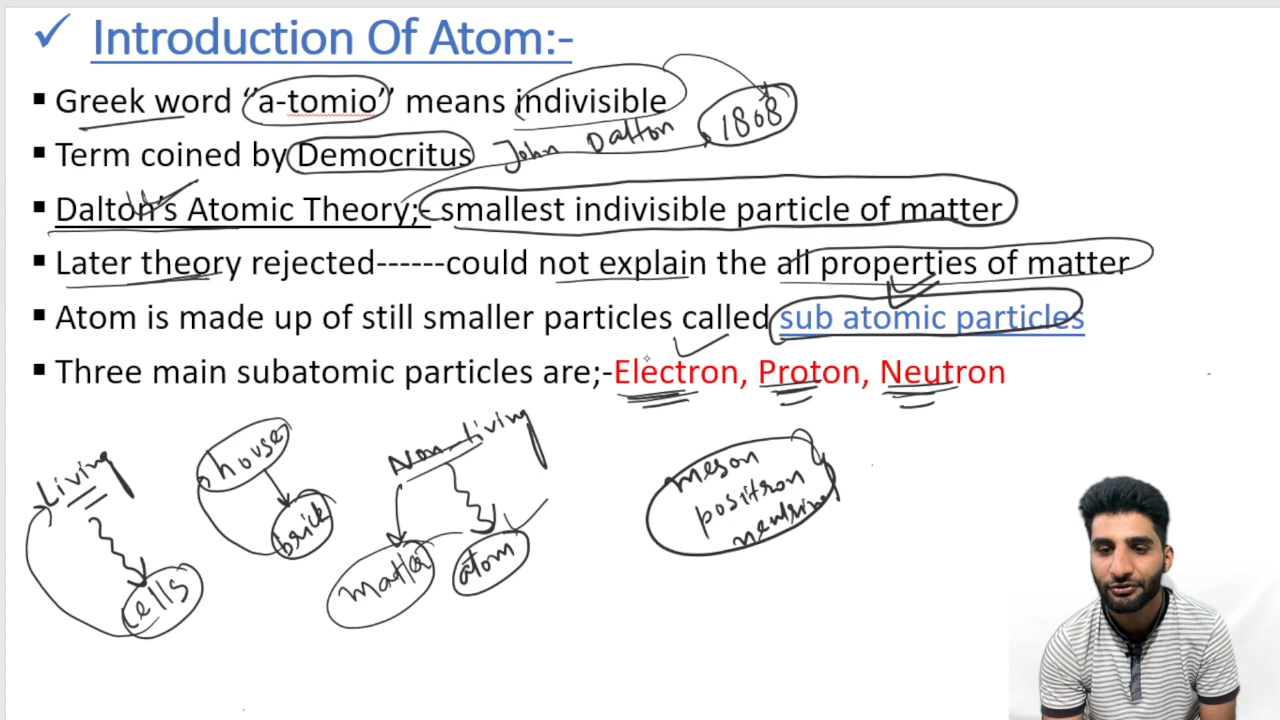 ✓ Introduction Of Atom:-
▪ Greek word “a-tomio” means indivisible
1808
John Dalton
▪ Term coined by Democritus
▪ Dalton's Atomic Theory;- smallest indivisible particle of matter
▪ Later theory rejected------could not explain the all properties of matter
▪ Atom is made up of still smaller particles called sub atomic particles
▪ Three main subatomic particles are;-Electron, Proton, Neutron
Living
cells
house
brick
Non-Living
matter
atom
meson
positron